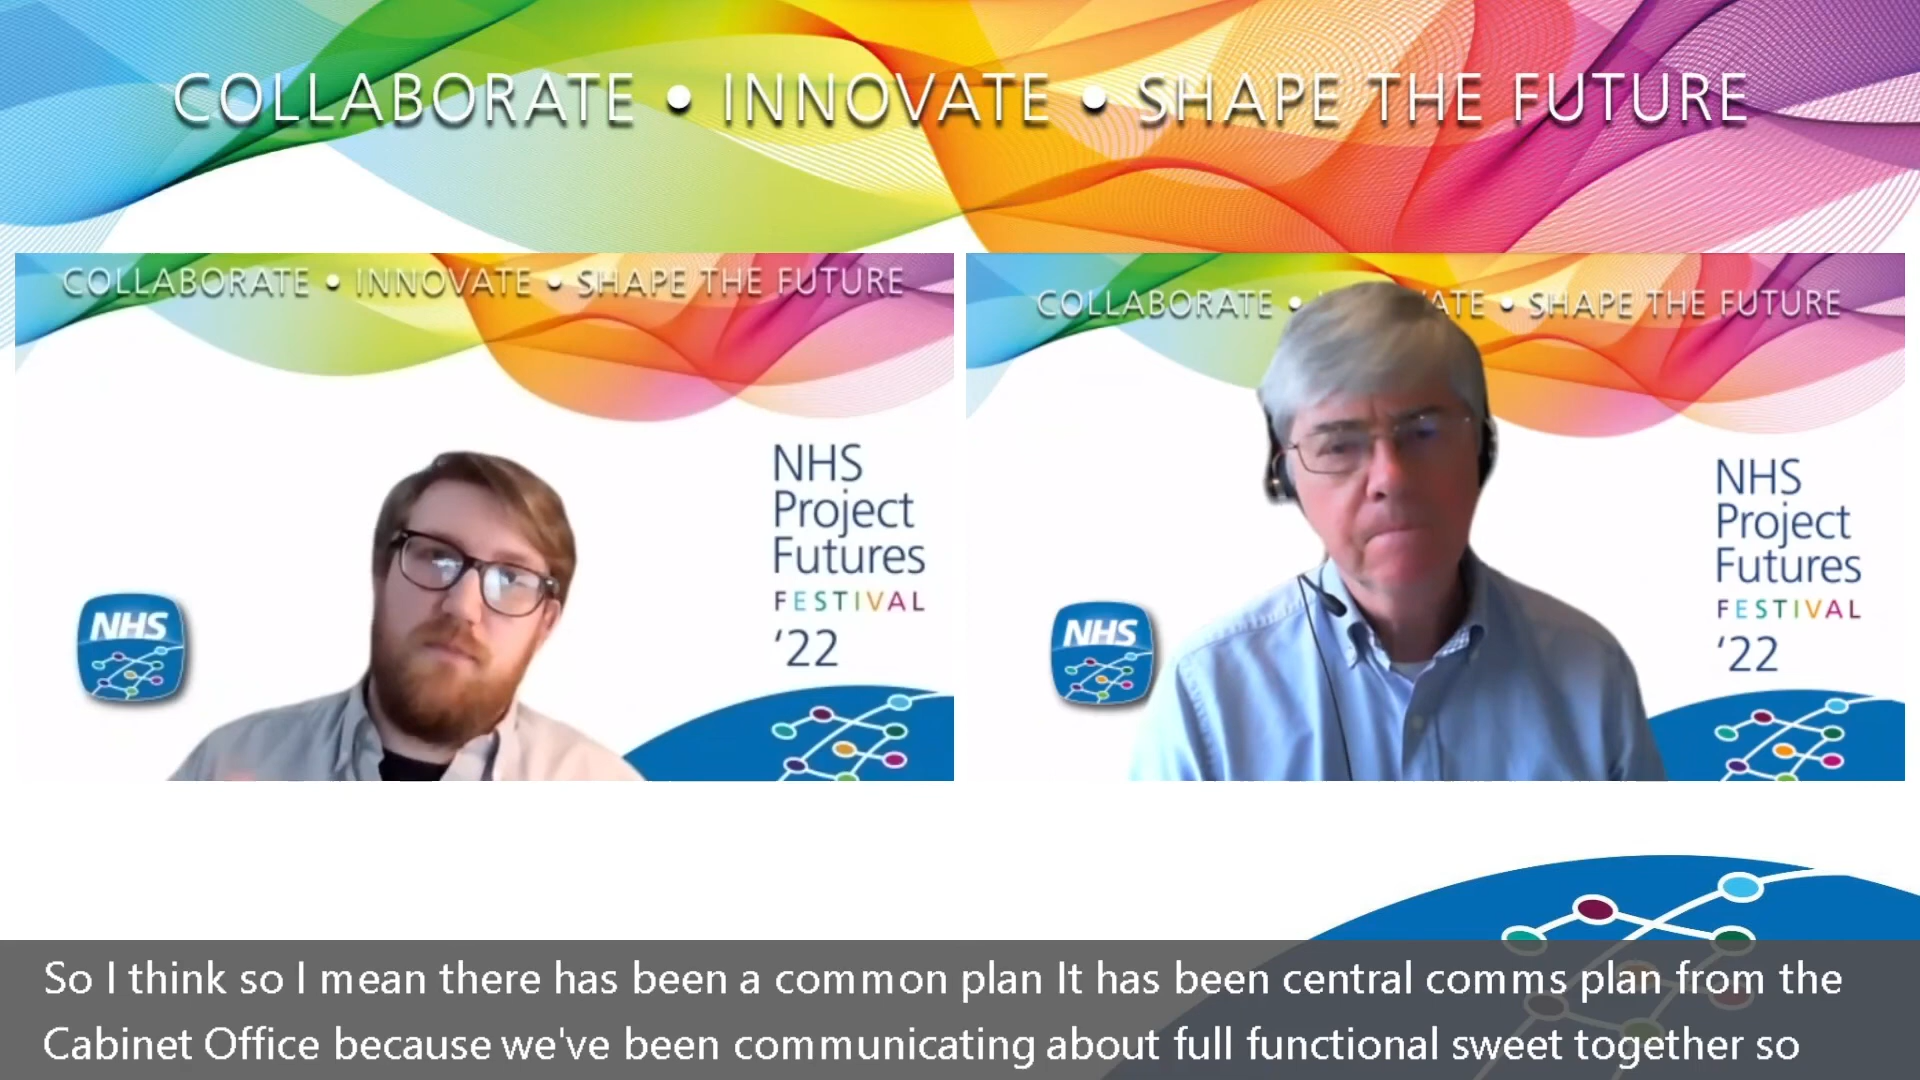 COLLABORATE • INNOVATE • SHAPE THE FUTURE
COLLABORATE • INNOVATE • SHAPE THE FUTURE
NHS
Project
Futures
FESTIVAL
'22
NHS
COLLABORATE • ATE • SHAPE THE FUTURE
NHS
Project
Futures
FESTIVAL
'22
NHS
So I think so I mean there has been a common plan It has been central comms plan from the
Cabinet Office because we've been communicating about full functional sweet together so